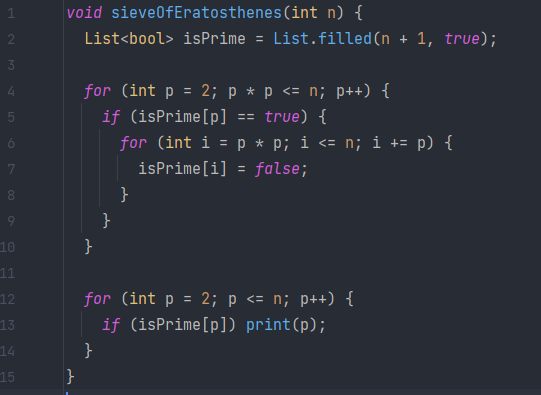 1 void sieveOfEratosthenes(int n) {
2   List<bool> isPrime = List.filled(n + 1, true);
3
4   for (int p = 2; p * p <= n; p++) {
5     if (isPrime[p] == true) {
6       for (int i = p * p; i <= n; i += p) {
7         isPrime[i] = false;
8       }
9     }
10   }
11
12   for (int p = 2; p <= n; p++) {
13     if (isPrime[p]) print(p);
14   }
15 }